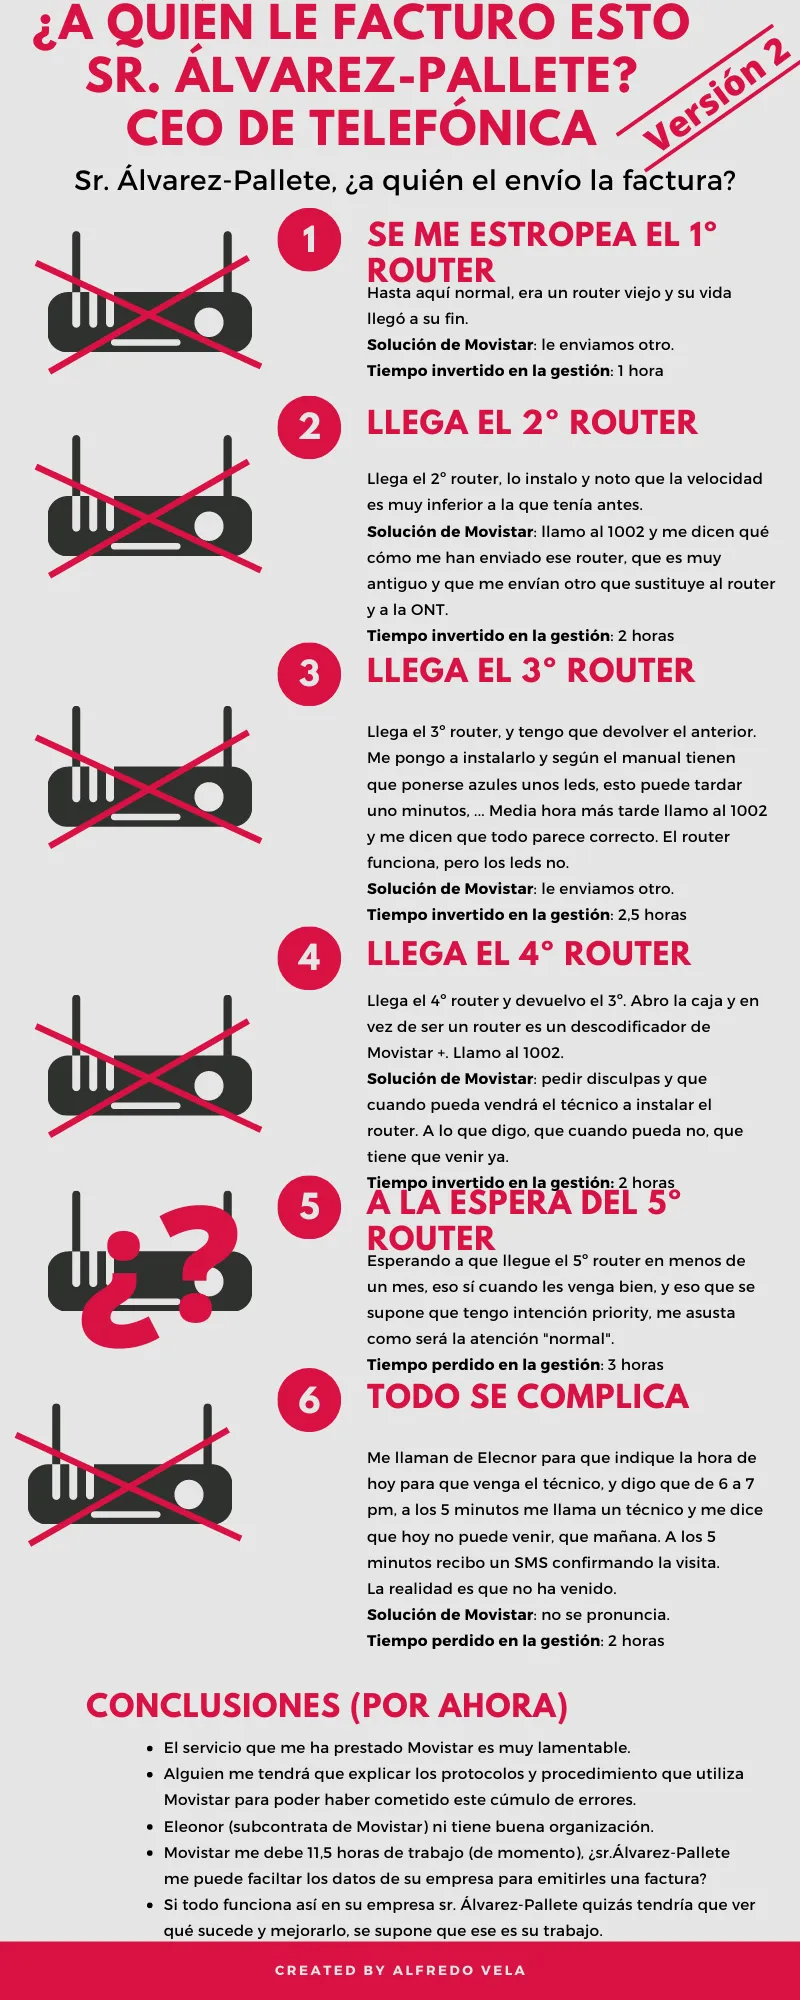 ¿A QUIÉN LE FACTURO ESTO
SR. ÁLVAREZ-PALLETE?
CEO DE TELEFÓNICA
Versión 2
Sr. Álvarez-Pallete, ¿a quién el envío la factura?
1
SE ME ESTROPEA EL 1º
ROUTER
Hasta aquí normal, era un router viejo y su vida
llegó a su fin.
Solución de Movistar: le enviamos otro.
Tiempo invertido en la gestión: 1 hora
2
LLEGA EL 2º ROUTER
Llega el 2º router, lo instalo y noto que la velocidad
es muy inferior a la que tenía antes.
Solución de Movistar: llamo al 1002 y me dicen qué
cómo me han enviado ese router, que es muy
antiguo y que me envían otro que sustituye al router
y a la ONT.
Tiempo invertido en la gestión: 2 horas
3
LLEGA EL 3º ROUTER
Llega el 3º router, y tengo que devolver el anterior.
Me pongo a instalarlo y según el manual tienen
que ponerse azules unos leds, esto puede tardar
uno minutos, ... Media hora más tarde llamo al 1002
y me dicen que todo parece correcto. El router
funciona, pero los leds no.
Solución de Movistar: le enviamos otro.
Tiempo invertido en la gestión: 2,5 horas
4
LLEGA EL 4º ROUTER
Llega el 4º router y devuelvo el 3º. Abro la caja y en
vez de ser un router es un descodificador de
Movistar +. Llamo al 1002.
Solución de Movistar: pedir disculpas y que
cuando pueda vendrá el técnico a instalar el
router. A lo que digo, que cuando pueda no, que
tiene que venir ya.
Tiempo invertido en la gestión: 2 horas
¿?
5
A LA ESPERA DEL 5º
ROUTER
Esperando a que llegue el 5º router en menos de
un mes, eso sí cuando les venga bien, y eso que se
supone que tengo intención priority, me asusta
como será la atención "normal".
Tiempo perdido en la gestión: 3 horas
6
TODO SE COMPLICA
Me llaman de Elecnor para que indique la hora de
hoy para que venga el técnico, y digo que de 6 a 7
pm, a los 5 minutos me llama un técnico y me dice
que hoy no puede venir, que mañana. A los 5
minutos recibo un SMS confirmando la visita.
La realidad es que no ha venido.
Solución de Movistar: no se pronuncia.
Tiempo perdido en la gestión: 2 horas
CONCLUSIONES (POR AHORA)
• El servicio que me ha prestado Movistar es muy lamentable.
• Alguien me tendrá que explicar los protocolos y procedimiento que utiliza
Movistar para poder haber cometido este cúmulo de errores.
• Eleonor (subcontrata de Movistar) ni tiene buena organización.
• Movistar me debe 11,5 horas de trabajo (de momento), ¿sr.Álvarez-Pallete
me puede faciltar los datos de su empresa para emitirles una factura?
• Si todo funciona así en su empresa sr. Álvarez-Pallete quizás tendría que ver
qué sucede y mejorarlo, se supone que ese es su trabajo.
CREATED BY ALFREDO VELA